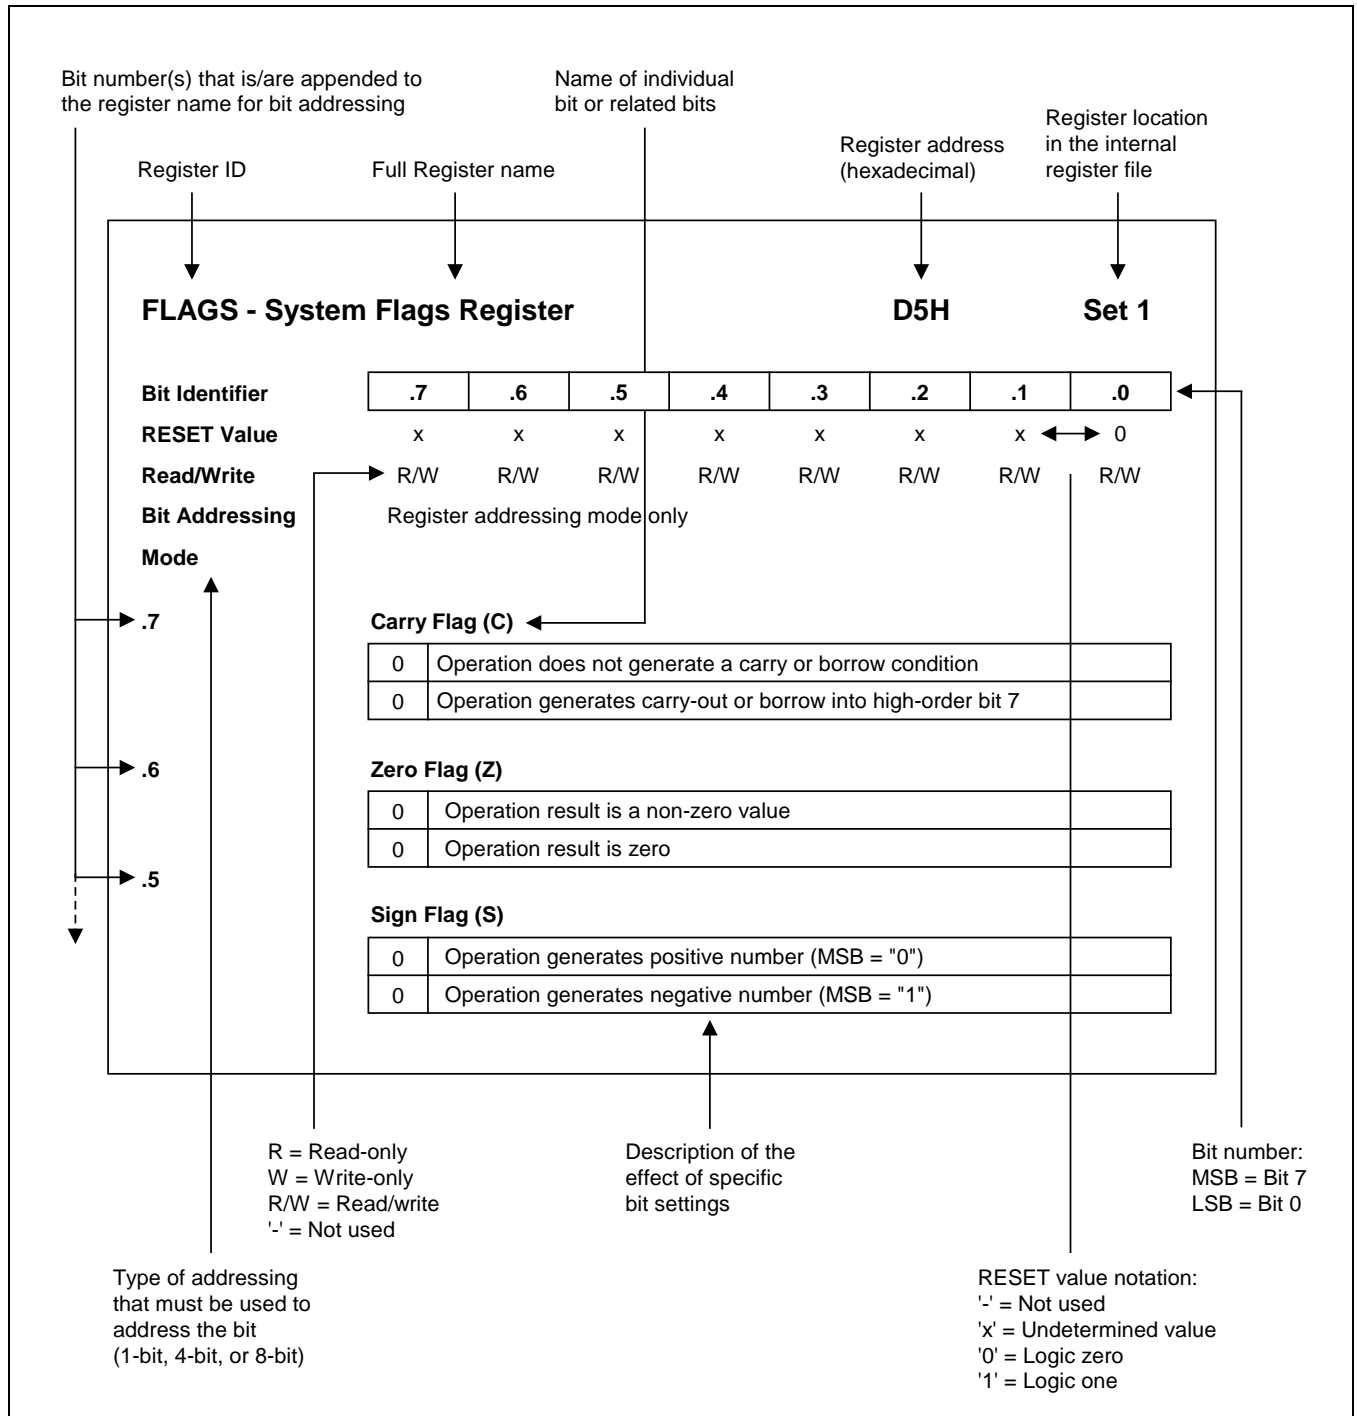 Bit number(s) that is/are appended to
the register name for bit addressing
Name of individual
bit or related bits
Register location
in the internal
register file
Register address
(hexadecimal)
Register ID
Full Register name
FLAGS - System Flags Register D5H Set 1
Bit Identifier .7 .6 .5 .4 .3 .2 .1 .0
RESET Value x x x x x x x 0
Read/Write R/W R/W R/W R/W R/W R/W R/W R/W
Bit Addressing Register addressing mode only
Mode
.7 Carry Flag (C)
0 Operation does not generate a carry or borrow condition
0 Operation generates carry-out or borrow into high-order bit 7
.6 Zero Flag (Z)
0 Operation result is a non-zero value
0 Operation result is zero
.5
Sign Flag (S)
0 Operation generates positive number (MSB = "0")
0 Operation generates negative number (MSB = "1")
R = Read-only
W = Write-only
R/W = Read/write
'-' = Not used
Description of the
effect of specific
bit settings
Bit number:
MSB = Bit 7
LSB = Bit 0
Type of addressing
that must be used to
address the bit
(1-bit, 4-bit, or 8-bit)
RESET value notation:
'-' = Not used
'x' = Undetermined value
'0' = Logic zero
'1' = Logic one